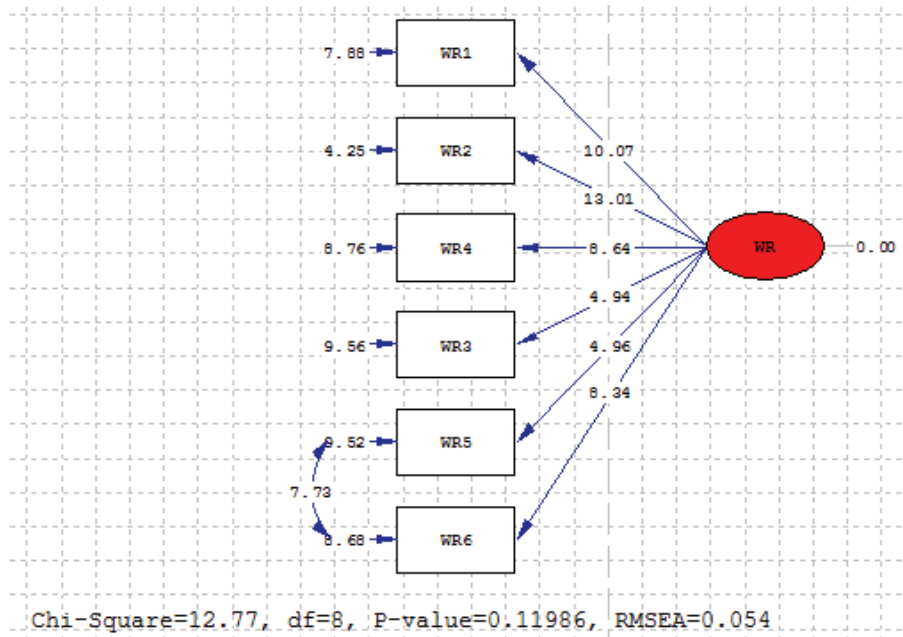 7.88 WR1
10.07
4.25 WR2
13.01
8.76 WR4 8.64 WR 0.00
4.94
9.56 WR3 4.96
8.34
9.52 WR5
7.73
8.68 WR6
Chi-Square=12.77, df=8, P-value=0.11986, RMSEA=0.054